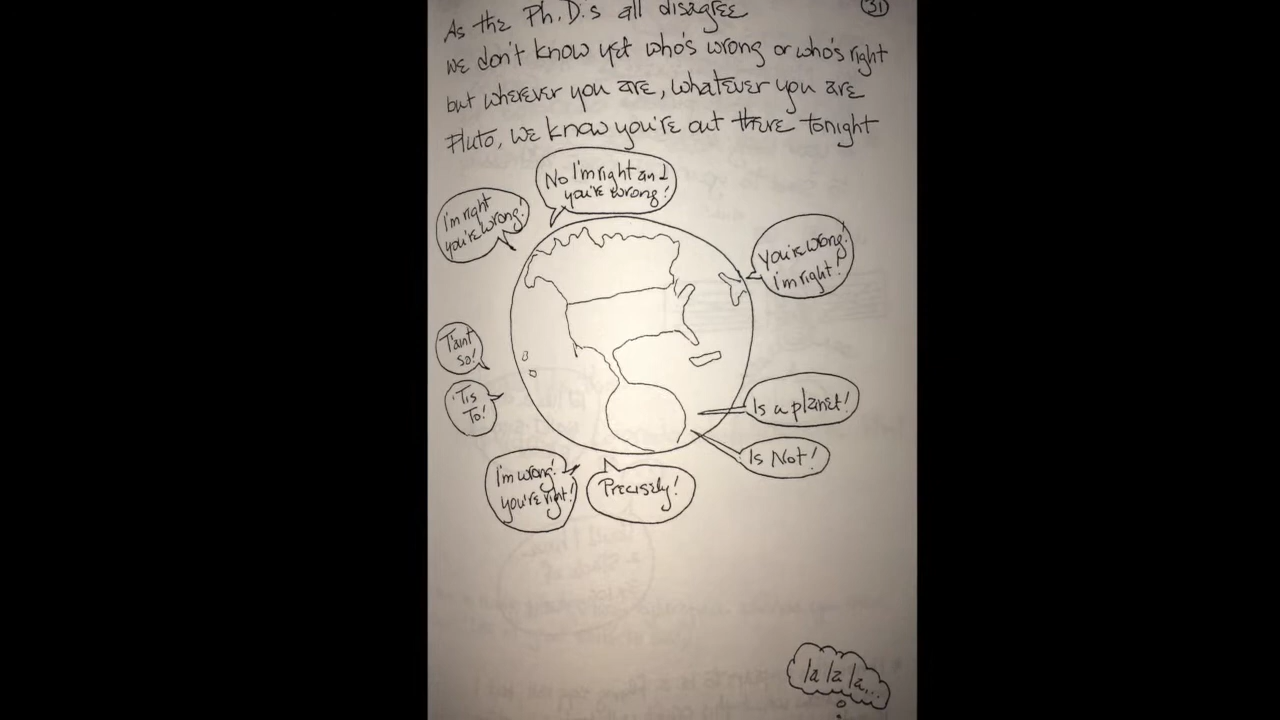 As the Ph.D.s all disagree
31
we don't know yet who's wrong or who's right
but wherever you are, whatever you are
Pluto, we know you're out there tonight
No I'm right and
you're wrong!
I'm right
you're wrong!
You're wrong!
I'm right!
T'aint
so!
'Tis
To!
Is a planet!
Is Not!
I'm wrong!
you're right!
Precisely!
la la la...